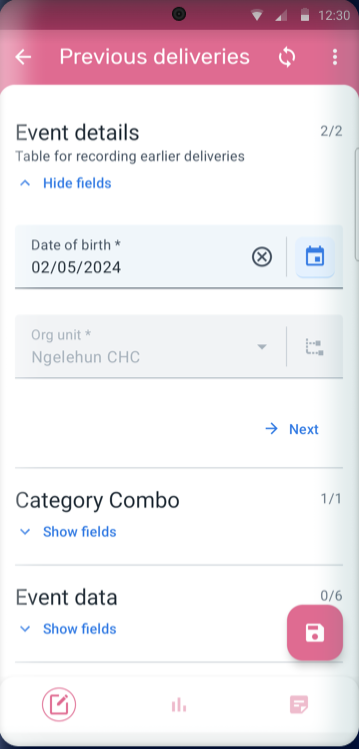 12:30
Previous deliveries
Event details 2/2
Table for recording earlier deliveries
Hide fields
Date of birth *
02/05/2024
Org unit *
Ngelehun CHC
Next
Category Combo 1/1
Show fields
Event data 0/6
Show fields